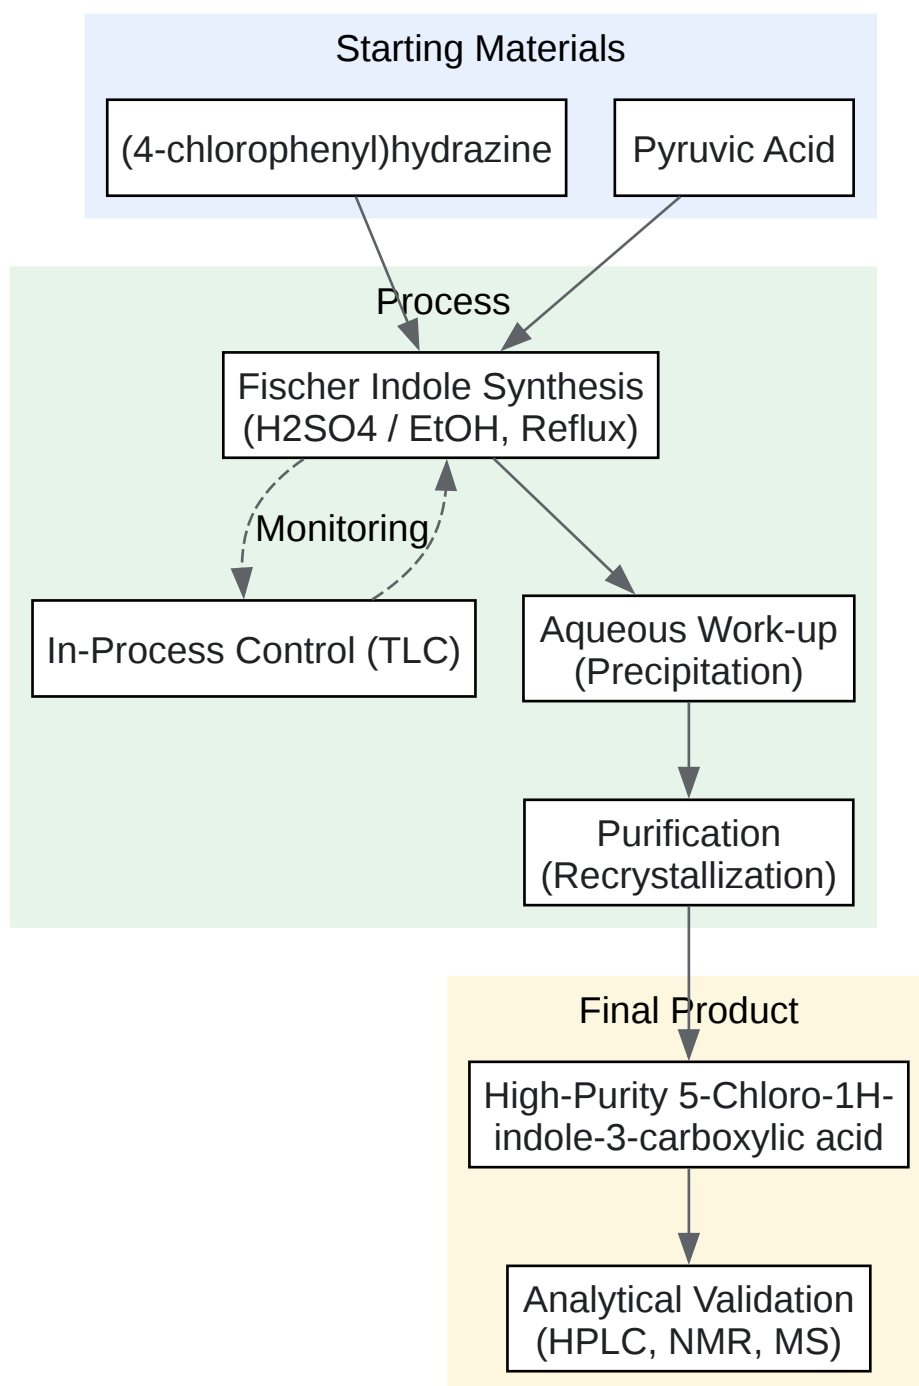 Starting Materials
(4-chlorophenyl)hydrazine
Pyruvic Acid
Process
Fischer Indole Synthesis
(H2SO4 / EtOH, Reflux)
Monitoring
In-Process Control (TLC)
Aqueous Work-up
(Precipitation)
Purification
(Recrystallization)
Final Product
High-Purity 5-Chloro-1H-
indole-3-carboxylic acid
Analytical Validation
(HPLC, NMR, MS)